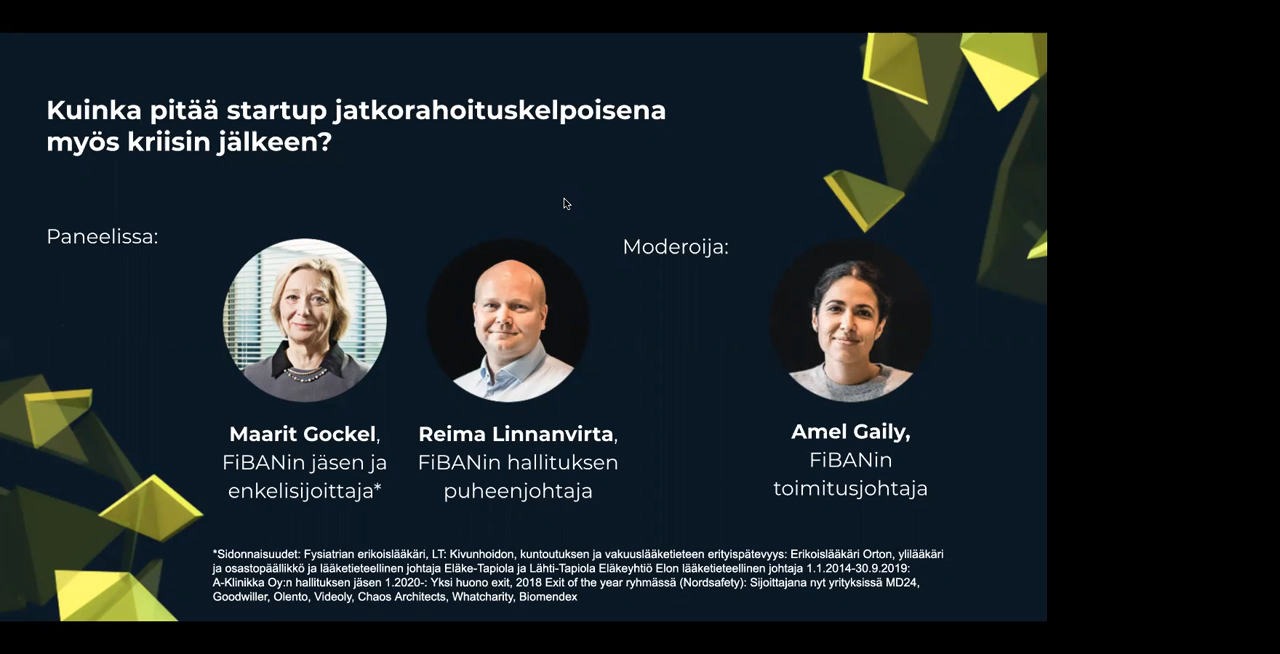 Kuinka pitää startup jatkorahoituskelpoisena
myös kriisin jälkeen?
Paneelissa:
Maarit Gockel,
FiBANin jäsen ja
enkelisijoittaja*
Reima Linnanvirta,
FiBANin hallituksen
puheenjohtaja
Moderoija:
Amel Gaily,
FiBANin
toimitusjohtaja
*Sidonnaisuudet: Fysiatrian erikoislääkäri, LT: Kivunhoidon, kuntoutuksen ja vakuuslääketieteen erityispätevyys: Erikoislääkäri Orton, ylilääkäri
ja osastopäällikkö ja lääketieteellinen johtaja Eläke-Tapiola ja Lähti-Tapiola Eläkeyhtiö Elon lääketieteellinen johtaja 1.1.2014-30.9.2019:
A-Klinikka Oy:n hallituksen jäsen 1.2020-: Yksi huono exit, 2018 Exit of the year ryhmässä (Nordsafety): Sijoittajana nyt yrityksissä MD24,
Goodwiller, Olento, Videoly, Chaos Architects, Whatcharity, Biomendex